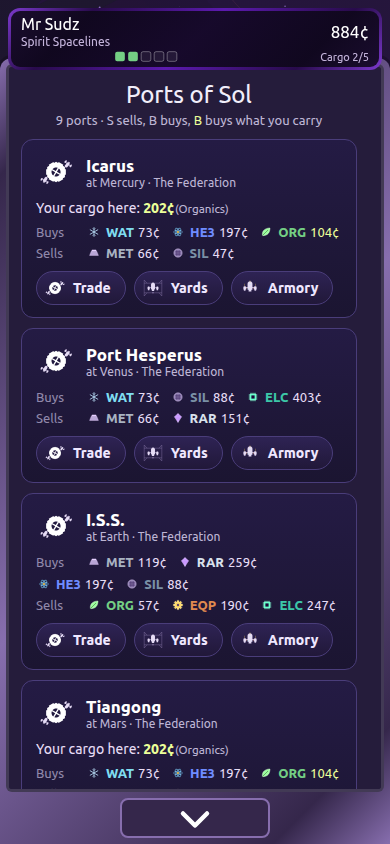 Mr Sudz
Spirit Spacelines
884¢
Cargo 2/5
Ports of Sol
9 ports · S sells, B buys, B buys what you carry
Icarus
at Mercury · The Federation
Your cargo here: 202¢(Organics)
Buys WAT 73¢ HE3 197¢ ORG 104¢
Sells MET 66¢ SIL 47¢
Trade Yards Armory
Port Hesperus
at Venus · The Federation
Buys WAT 73¢ SIL 88¢ ELC 403¢
Sells MET 66¢ RAR 151¢
Trade Yards Armory
I.S.S.
at Earth · The Federation
Buys MET 119¢ RAR 259¢
HE3 197¢ SIL 88¢
Sells ORG 57¢ EQP 190¢ ELC 247¢
Trade Yards Armory
Tiangong
at Mars · The Federation
Your cargo here: 202¢(Organics)
Buys WAT 73¢ HE3 197¢ ORG 104¢